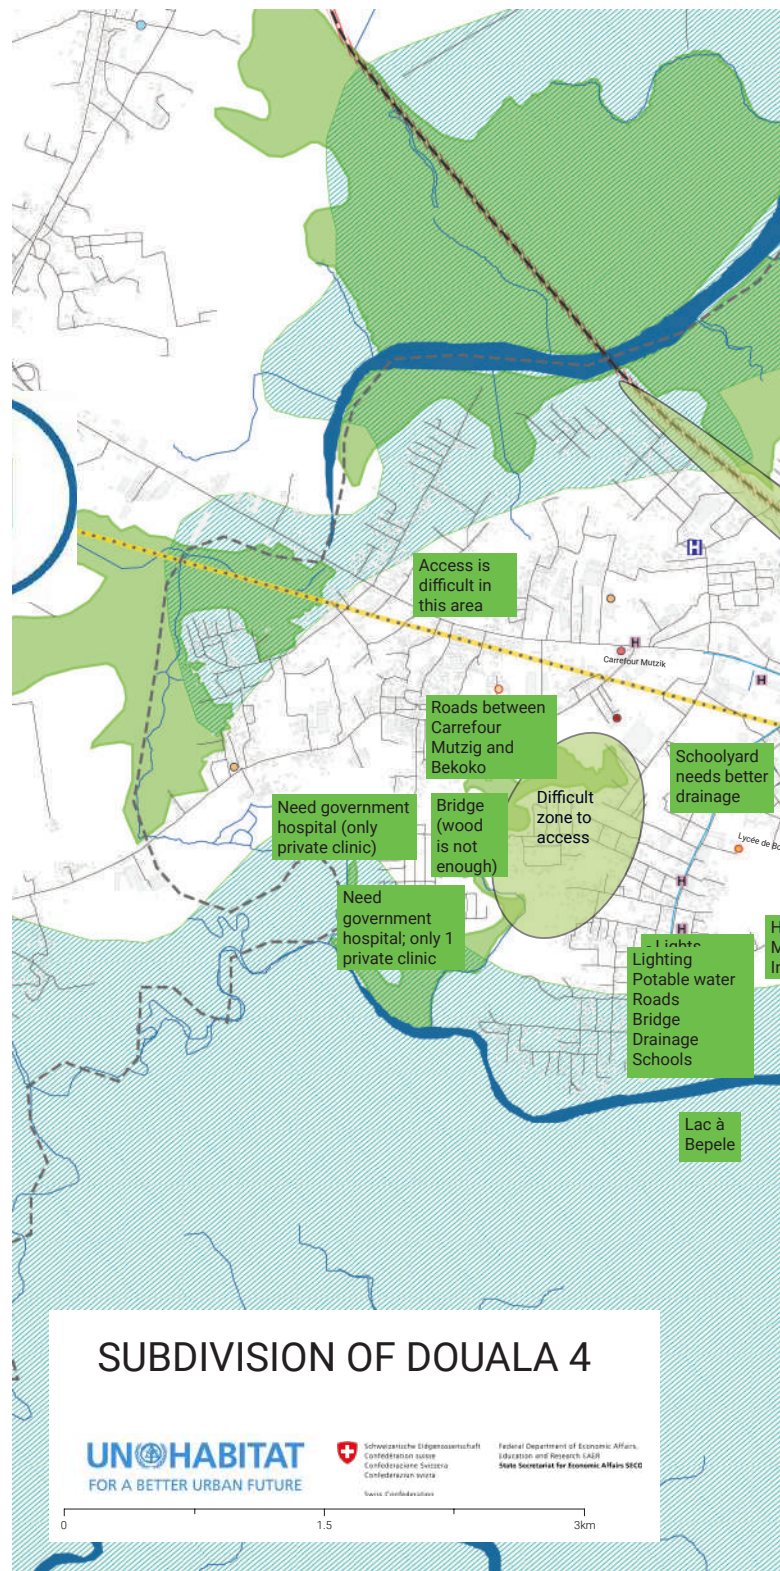 H
Access is
difficult in
this area
H
Carrefour Mutzik
H
Roads between
Carrefour
Mutzig and
Bekoko
Schoolyard
needs better
drainage
Need government
hospital (only
private clinic)
Bridge
(wood
is not
enough)
Difficult
zone to
access
Lycée de Bo
H
Need
government
hospital; only 1
private clinic
H
- Lights
Lighting
Potable water
Roads
Bridge
Drainage
Schools
H
M
In
Lac à
Bepele
SUBDIVISION OF DOUALA 4
UN HABITAT
FOR A BETTER URBAN FUTURE
Schweizerische Eidgenossenschaft
Confédération suisse
Confederazione Svizzera
Confederaziun svizra
Swiss Confederation
Federal Department of Economic Affairs,
Education and Research EAER
State Secretariat for Economic Affairs SECO
0
1.5
3km